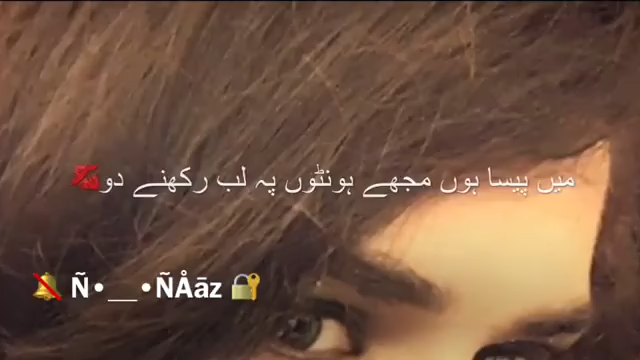 میں پیسا ہوں مجھے ہونٹوں پہ لب رکھنے دو💋
🔕 Ñ•__•ÑÅāz 🔐